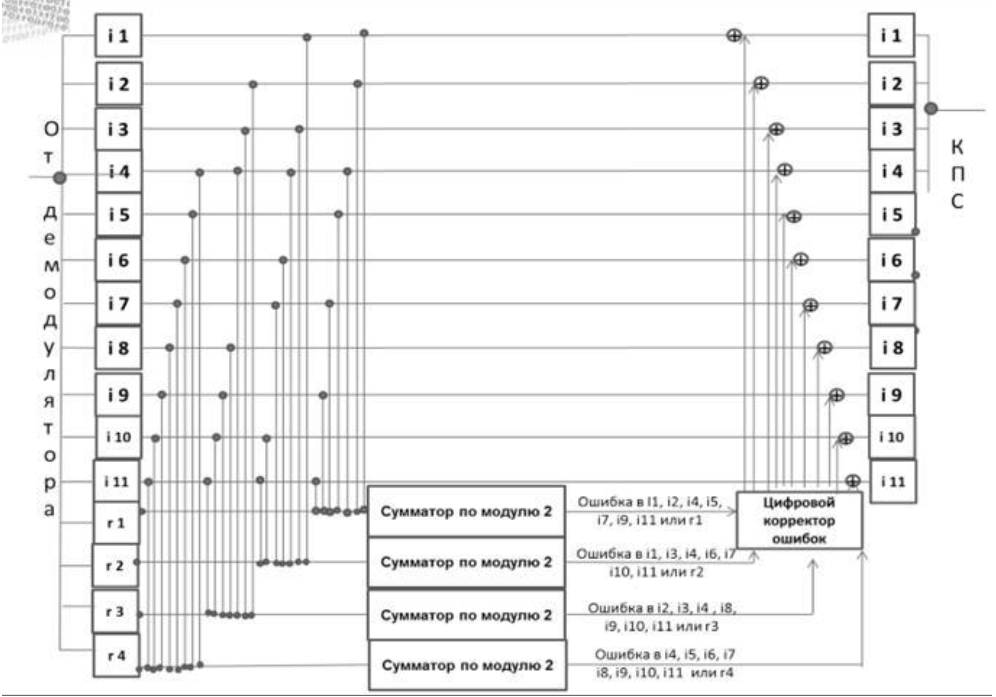 От демодулятора
i 1
i 2
i 3
i 4
i 5
i 6
i 7
i 8
i 9
i 10
i 11
r 1
r 2
r 3
r 4
Сумматор по модулю 2
Ошибка в I1, i2, i4, i5,
i7, i9, i11 или r1
Сумматор по модулю 2
Ошибка в i1, i3, i4, i6, i7
i10, i11 или r2
Сумматор по модулю 2
Ошибка в i2, i3, i4 , i8,
i9, i10, i11 или r3
Сумматор по модулю 2
Ошибка в i4, i5, i6, i7
i8, i9, i10, i11 или r4
Цифровой
корректор
ошибок
i 1
i 2
i 3
i 4
i 5
i 6
i 7
i 8
i 9
i 10
i 11
КПС